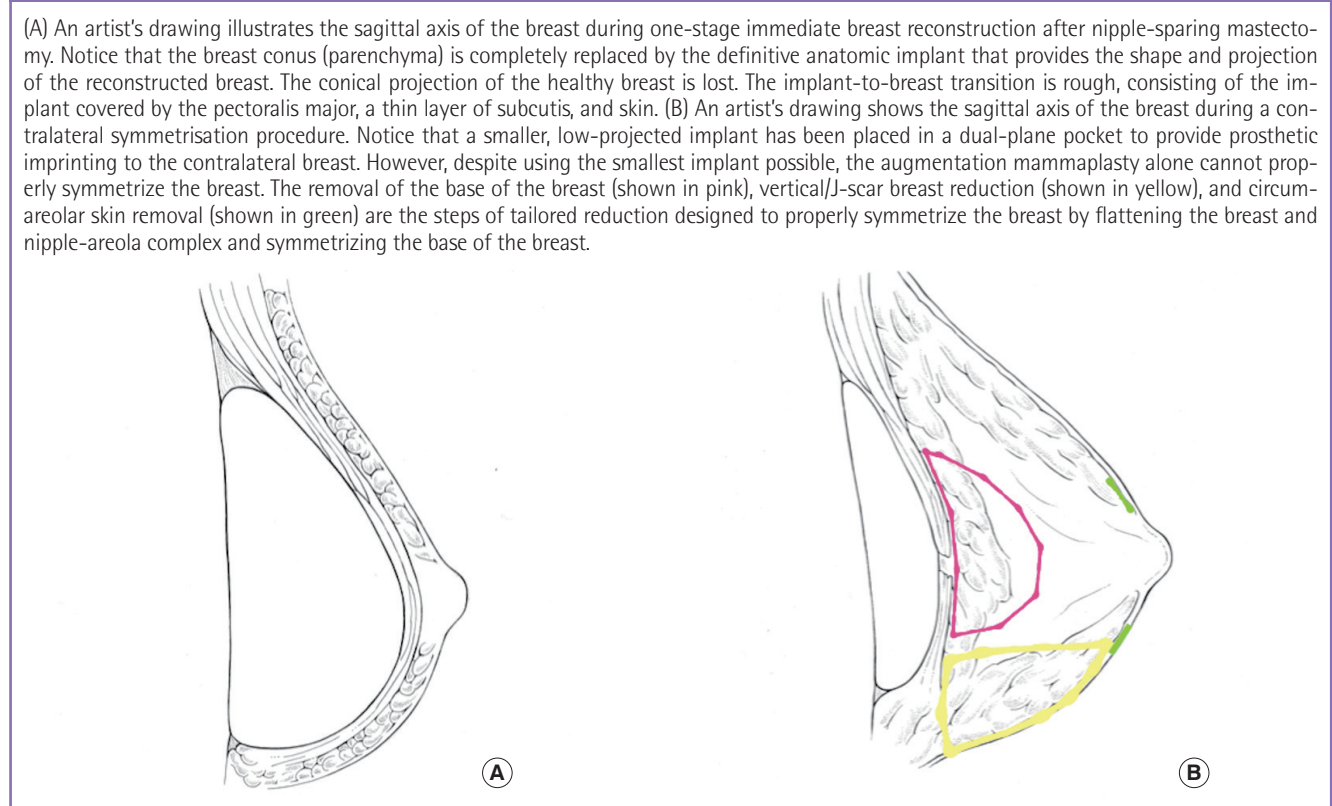 (A) An artist's drawing illustrates the sagittal axis of the breast during one-stage immediate breast reconstruction after nipple-sparing mastecto-
my. Notice that the breast conus (parenchyma) is completely replaced by the definitive anatomic implant that provides the shape and projection
of the reconstructed breast. The conical projection of the healthy breast is lost. The implant-to-breast transition is rough, consisting of the im-
plant covered by the pectoralis major, a thin layer of subcutis, and skin. (B) An artist's drawing shows the sagittal axis of the breast during a con-
tralateral symmetrisation procedure. Notice that a smaller, low-projected implant has been placed in a dual-plane pocket to provide prosthetic
imprinting to the contralateral breast. However, despite using the smallest implant possible, the augmentation mammaplasty alone cannot prop-
erly symmetrize the breast. The removal of the base of the breast (shown in pink), vertical/J-scar breast reduction (shown in yellow), and circum-
areolar skin removal (shown in green) are the steps of tailored reduction designed to properly symmetrize the breast by flattening the breast and
nipple-areola complex and symmetrizing the base of the breast.
A
B